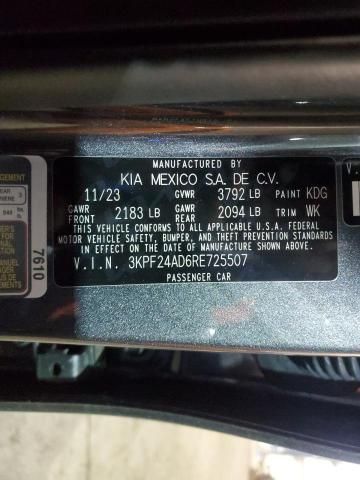 MANUFACTURED BY
KIA MEXICO S.A. DE C.V.
11/23 GVWR 3792 LB PAINT KDG
GAWR FRONT 2183 LB GAWR REAR 2094 LB TRIM WK
THIS VEHICLE CONFORMS TO ALL APPLICABLE U.S. FEDERAL
MOTOR VEHICLE SAFETY, BUMPER, AND THEFT PREVENTION STANDARDS
IN EFFECT ON THE DATE OF MANUFACTURE SHOWN ABOVE.
V.I.N. 3KPF24AD6RE725507
PASSENGER CAR
7610